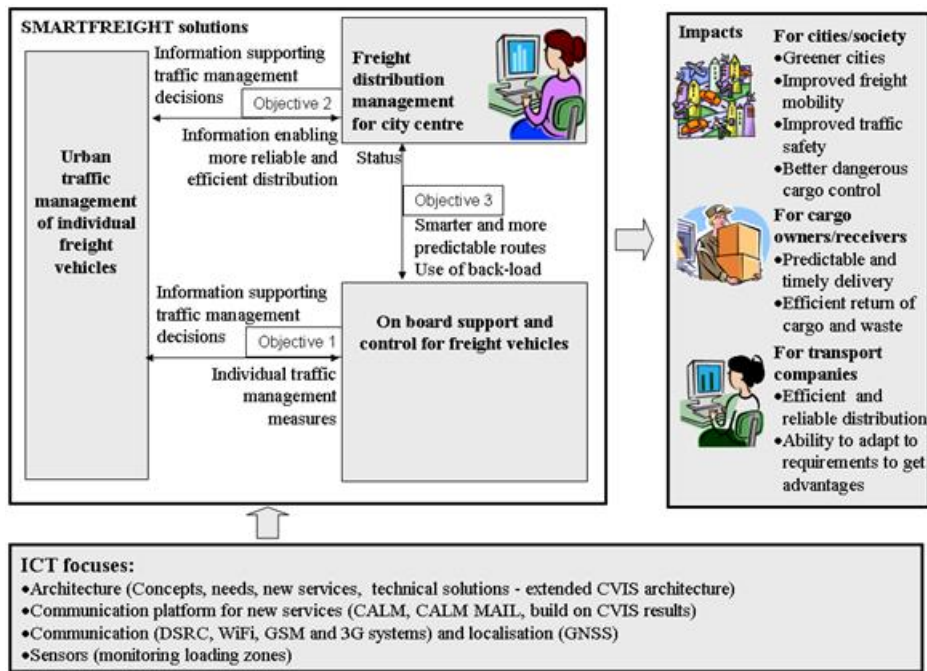 SMARTFREIGHT solutions
Information supporting
traffic management
decisions
Objective 2
Information enabling
more reliable and
efficient distribution
Freight
distribution
management
for city centre
Urban
traffic
management
of individual
freight
vehicles
Status
Objective 3
Smarter and more
predictable routes
Use of back-load
Information supporting
traffic management
decisions
Objective 1
Individual traffic
management
measures
On board support and
control for freight vehicles
Impacts
For cities/society
•Greener cities
•Improved freight
mobility
•Improved traffic
safety
•Better dangerous
cargo control
For cargo
owners/receivers
•Predictable and
timely delivery
•Efficient return of
cargo and waste
For transport
companies
•Efficient and
reliable distribution
•Ability to adapt to
requirements to get
advantages
ICT focuses:
•Architecture (Concepts, needs, new services, technical solutions - extended CVIS architecture)
•Communication platform for new services (CALM, CALM MAIL, build on CVIS results)
•Communication (DSRC, WiFi, GSM and 3G systems) and localisation (GNSS)
•Sensors (monitoring loading zones)